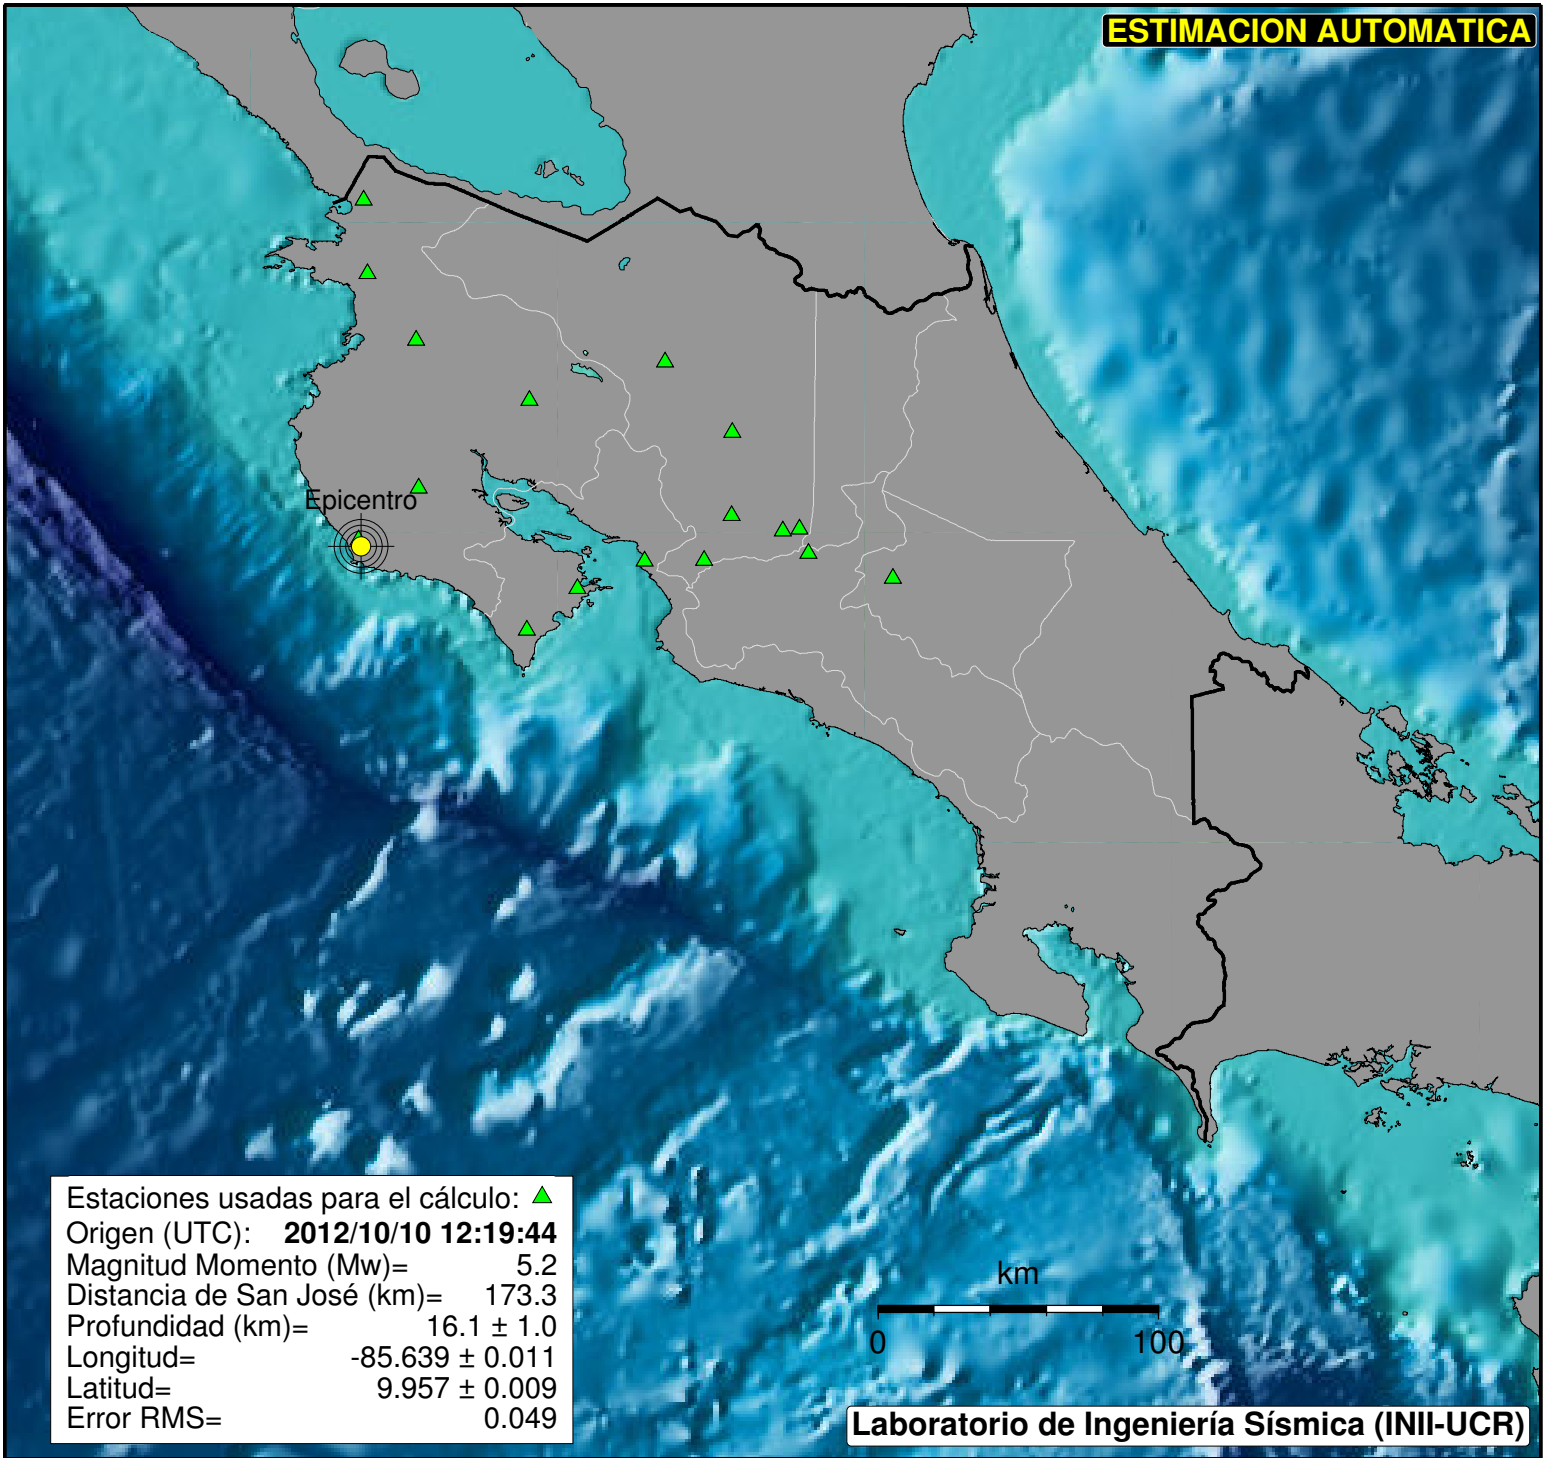 ESTIMACION AUTOMATICA
Epicentro
Estaciones usadas para el cálculo:
Origen (UTC): 2012/10/10 12:19:44
Magnitud Momento (Mw)= 5.2
Distancia de San José (km)= 173.3
Profundidad (km)= 16.1 ± 1.0
Longitud= -85.639 ± 0.011
Latitud= 9.957 ± 0.009
Error RMS= 0.049
km
0 100
Laboratorio de Ingeniería Sísmica (INII-UCR)